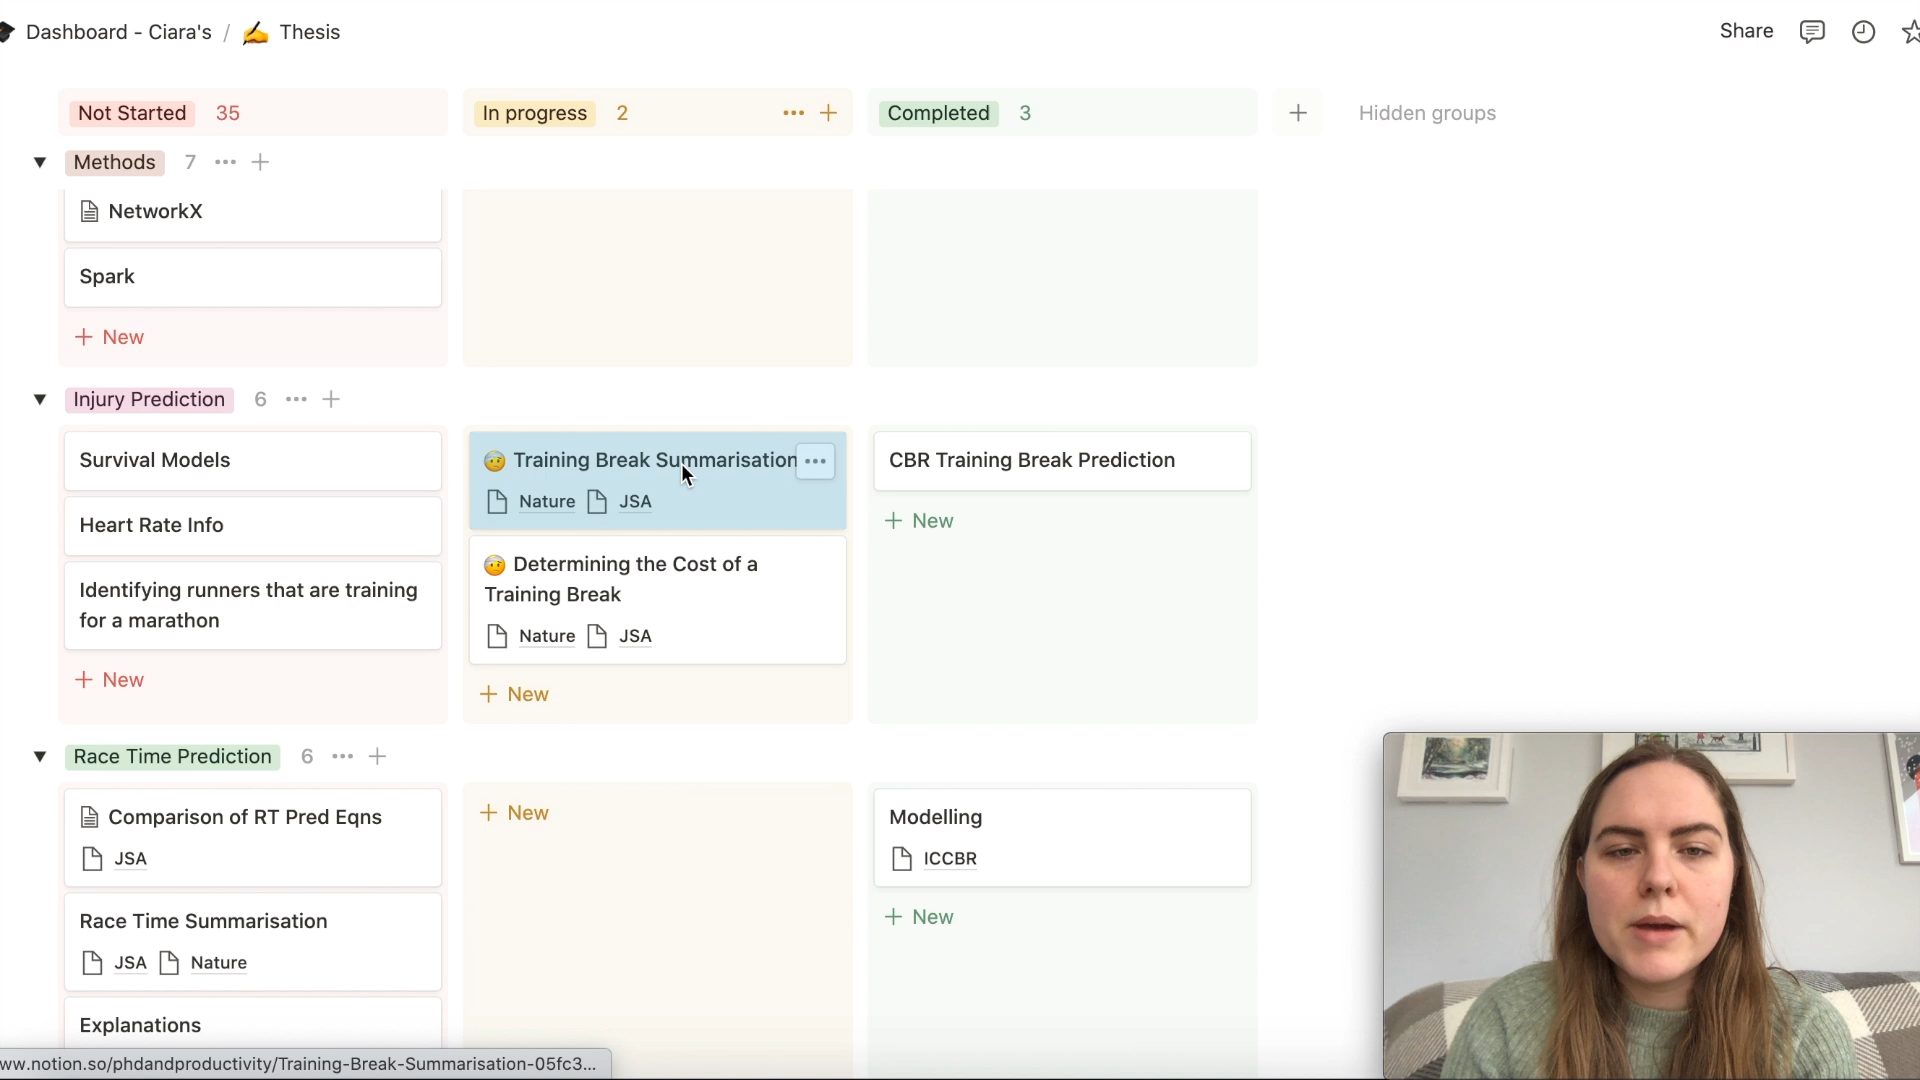 Dashboard - Ciara's / Thesis
Share
Not Started 35
In progress 2
Completed 3
Hidden groups
Methods 7
NetworkX
Spark
+ New
Injury Prediction 6
Survival Models
Heart Rate Info
Identifying runners that are training
for a marathon
+ New
Training Break Summarisation
Nature JSA
Determining the Cost of a
Training Break
Nature JSA
+ New
CBR Training Break Prediction
+ New
Race Time Prediction 6
Comparison of RT Pred Eqns
JSA
Race Time Summarisation
JSA Nature
Explanations
+ New
Modelling
ICCBR
+ New
ww.notion.so/phdandproductivity/Training-Break-Summarisation-05fc3...